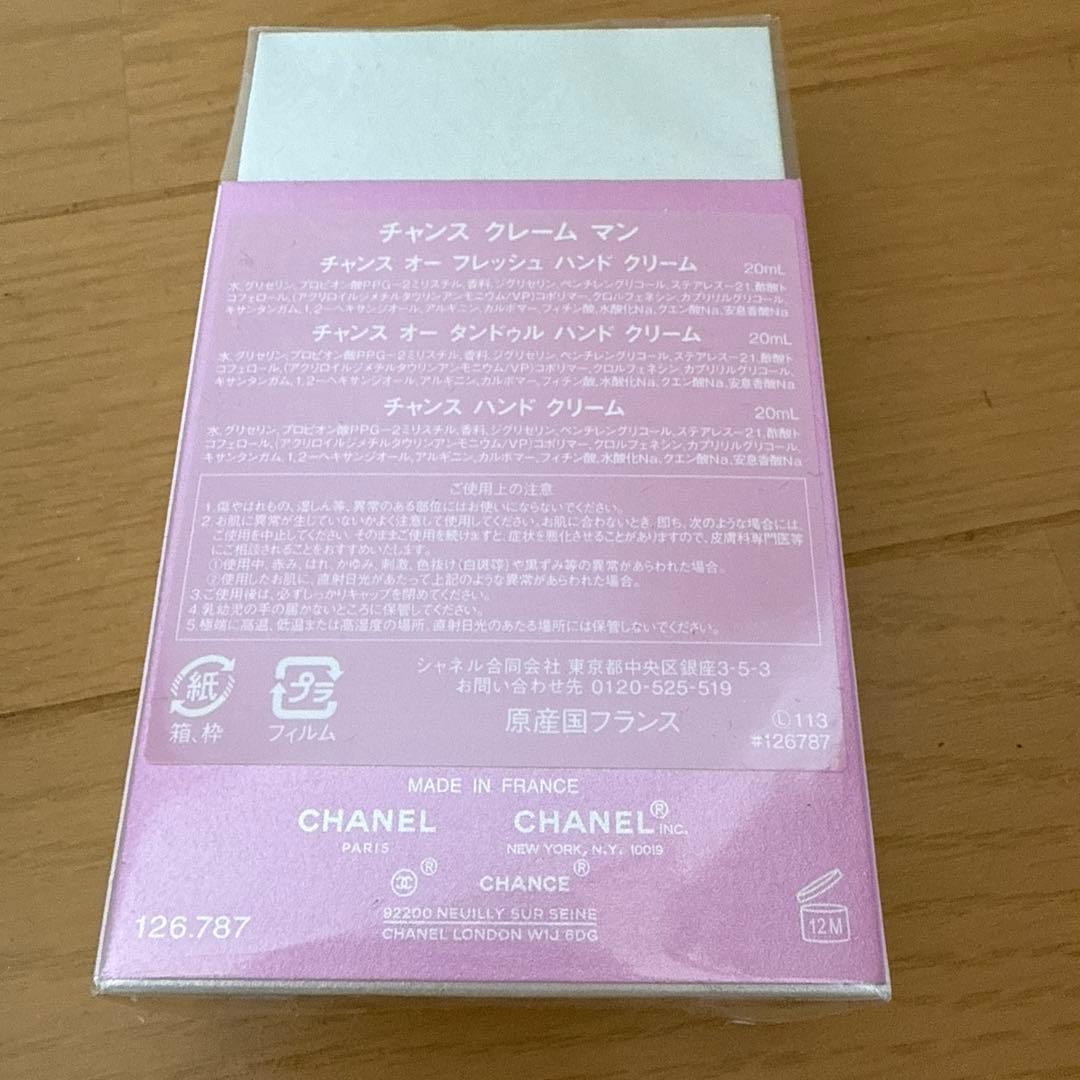 チャンス クレーム マン
チャンス オー フレッシュ ハンド クリーム 20mL
水,グリセリン,プロピオン酸PPG-2ミリスチル,香料,ジグリセリン,ペンチレングリコール,ステアレス-21,酢酸ト
コフェロール,(アクリロイルジメチルタウリンアンモニウム/VP)コポリマー,クロルフェネシン,カプリリルグリコール,
キサンタンガム,1,2-ヘキサンジオール,アルギニン,カルボマー,フィチン酸,水酸化Na,クエン酸Na,安息香酸Na
チャンス オー タンドゥル ハンド クリーム 20mL
水,グリセリン,プロピオン酸PPG-2ミリスチル,香料,ジグリセリン,ペンチレングリコール,ステアレス-21,酢酸ト
コフェロール,(アクリロイルジメチルタウリンアンモニウム/VP)コポリマー,クロルフェネシン,カプリリルグリコール,
キサンタンガム,1,2-ヘキサンジオール,アルギニン,カルボマー,フィチン酸,水酸化Na,クエン酸Na,安息香酸Na
チャンス ハンド クリーム 20mL
水,グリセリン,プロピオン酸PPG-2ミリスチル,香料,ジグリセリン,ペンチレングリコール,ステアレス-21,酢酸ト
コフェロール,(アクリロイルジメチルタウリンアンモニウム/VP)コポリマー,クロルフェネシン,カプリリルグリコール,
キサンタンガム,1,2-ヘキサンジオール,アルギニン,カルボマー,フィチン酸,水酸化Na,クエン酸Na,安息香酸Na
ご使用上の注意
1.傷やはれもの、湿しん等、異常のある部位にはお使いにならないでください。
2.お肌に異常が生じていないかよく注意して使用してください。お肌に合わないとき、即ち、次のような場合には、
ご使用を中止してください。そのままご使用を続けますと、症状を悪化させることがありますので、皮膚科専門医等
にご相談されることをおすすめいたします。
①使用中、赤み、はれ、かゆみ、刺激、色抜け(白斑等)や黒ずみ等の異常があらわれた場合。
②使用したお肌に、直射日光があたって上記のような異常があらわれた場合。
3.ご使用後は、必ずしっかりキャップを閉めてください。
4.乳幼児の手の届かないところに保管してください。
5.極端に高温、低温または高湿度の場所、直射日光のあたる場所には保管しないでください。
紙
箱、枠
プラ
フィルム
シャネル合同会社 東京都中央区銀座3-5-3
お問い合わせ先 0120-525-519
原産国フランス
Ⓛ113
#126787
MADE IN FRANCE
CHANEL CHANEL® INC.
PARIS NEW YORK, N.Y. 10019
® CHANCE®
92200 NEUILLY SUR SEINE
CHANEL LONDON W1J 6DG
126.787
12M